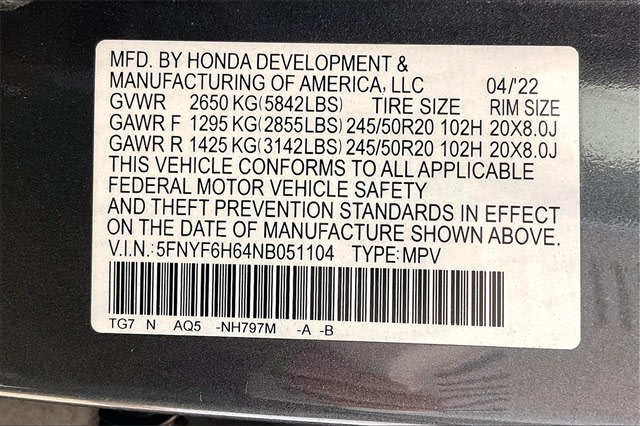 MFD. BY HONDA DEVELOPMENT &
MANUFACTURING OF AMERICA, LLC 04/'22
GVWR 2650 KG(5842LBS) TIRE SIZE RIM SIZE
GAWR F 1295 KG(2855LBS) 245/50R20 102H 20X8.0J
GAWR R 1425 KG(3142LBS) 245/50R20 102H 20X8.0J
THIS VEHICLE CONFORMS TO ALL APPLICABLE
FEDERAL MOTOR VEHICLE SAFETY
AND THEFT PREVENTION STANDARDS IN EFFECT
ON THE DATE OF MANUFACTURE SHOWN ABOVE.
V.I.N.:5FNYF6H64NB051104 TYPE:MPV
TG7 N AQ5 -NH797M -A -B